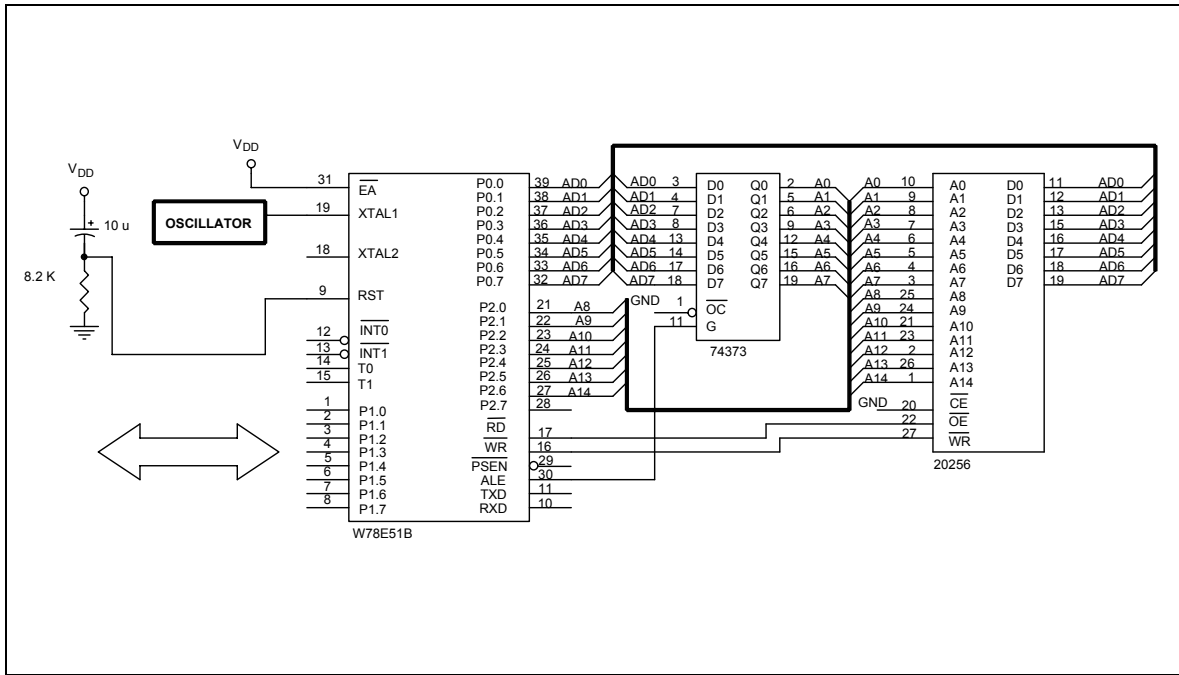 VDD
10 u
8.2 K
VDD
OSCILLATOR
31 EA
19 XTAL1
18 XTAL2
9 RST
12 INT0
13 INT1
14 T0
15 T1
1 P1.0
2 P1.1
3 P1.2
4 P1.3
5 P1.4
6 P1.5
7 P1.6
8 P1.7
P0.0 39 AD0
P0.1 38 AD1
P0.2 37 AD2
P0.3 36 AD3
P0.4 35 AD4
P0.5 34 AD5
P0.6 33 AD6
P0.7 32 AD7
P2.0 21 A8
P2.1 22 A9
P2.2 23 A10
P2.3 24 A11
P2.4 25 A12
P2.5 26 A13
P2.6 27 A14
P2.7 28
RD 17
WR 16
PSEN 29
ALE 30
TXD 11
RXD 10
W78E51B
AD0 3 D0 Q0 2 A0
AD1 4 D1 Q1 5 A1
AD2 7 D2 Q2 6 A2
AD3 8 D3 Q3 9 A3
AD4 13 D4 Q4 12 A4
AD5 14 D5 Q5 15 A5
AD6 17 D6 Q6 16 A6
AD7 18 D7 Q7 19 A7
GND 1 OC
11 G
74373
A0 10 A0 D0 11 AD0
A1 9 A1 D1 12 AD1
A2 8 A2 D2 13 AD2
A3 7 A3 D3 15 AD3
A4 6 A4 D4 16 AD4
A5 5 A5 D5 17 AD5
A6 4 A6 D6 18 AD6
A7 3 A7 D7 19 AD7
A8 25 A8
A9 24 A9
A10 21 A10
A11 23 A11
A12 2 A12
A13 26 A13
A14 1 A14
GND 20 CE
22 OE
27 WR
20256